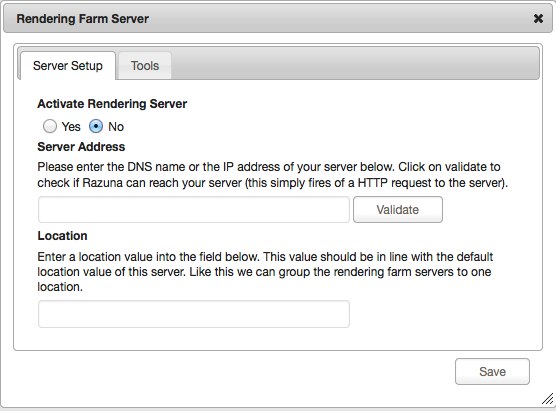 Rendering Farm Server
Server Setup
Tools
Activate Rendering Server
Yes
No
Server Address
Please enter the DNS name or the IP address of your server below. Click on validate to
check if Razuna can reach your server (this simply fires of a HTTP request to the server).
Validate
Location
Enter a location value into the field below. This value should be in line with the default
location value of this server. Like this we can group the rendering farm servers to one
location.
Save